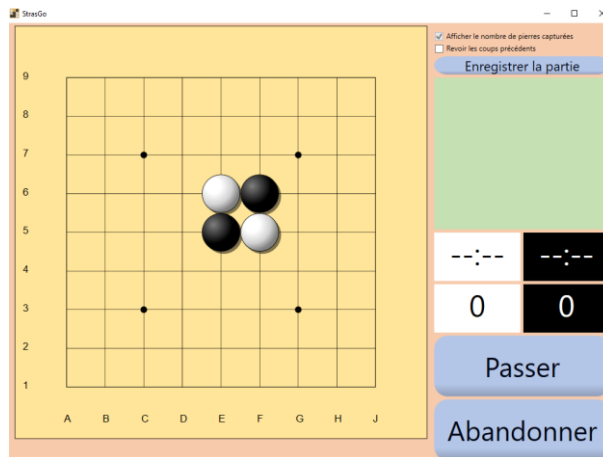 StrasGo
Afficher le nombre de pierres capturées
Revoir les coups précédents
Enregistrer la partie
9
8
7
6
5
4
3
2
1
A B C D E F G H J
--:-- --:--
0 0
Passer
Abandonner